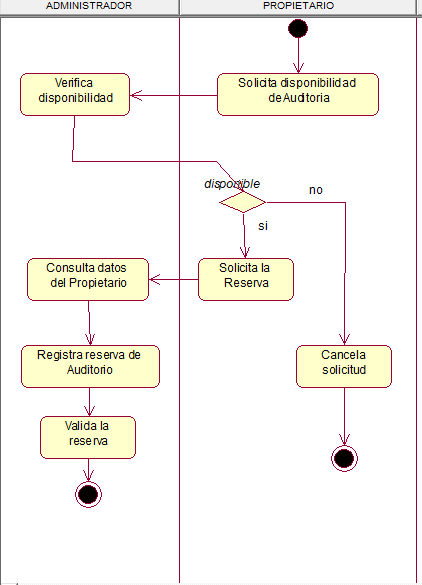 ADMINISTRADOR
PROPIETARIO
Verifica
disponibilidad
Solicita disponibilidad
deAuditoria
disponible
no
si
Consulta datos
del Propietario
Solicita la
Reserva
Registra reserva de
Auditorio
Cancela
solicitud
Valida la
reserva